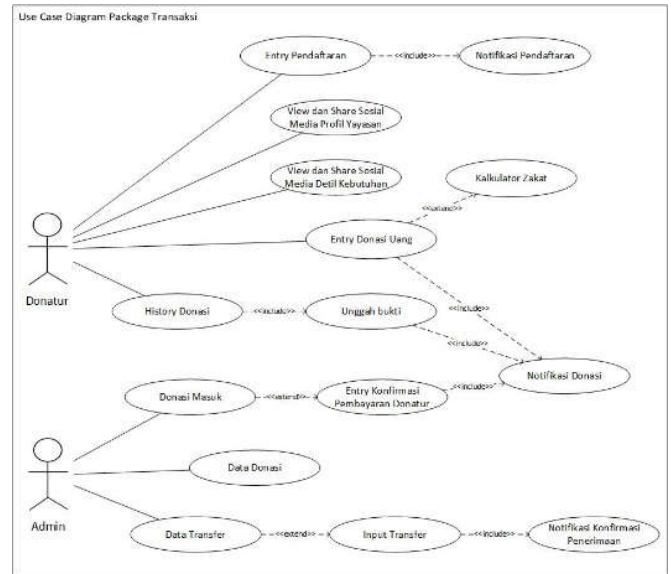 Use Case Diagram Package Transaksi
Entry Pendaftaran
<<include>>
Notifikasi Pendaftaran
View dan Share Sosial
Media Profil Yayasan
View dan Share Sosial
Media Detil Kebutuhan
Kalkulator Zakat
<<extend>>
Entry Donasi Uang
Donatur
History Donasi
<<include>>
Unggah bukti
<<include>>
<<include>>
Notifikasi Donasi
Donasi Masuk
<<extend>>
Entry Konfirmasi
Pembayaran Donatur
<<include>>
Data Donasi
Admin
Data Transfer
<<extend>>
Input Transfer
<<include>>
Notifikasi Konfirmasi
Penerimaan